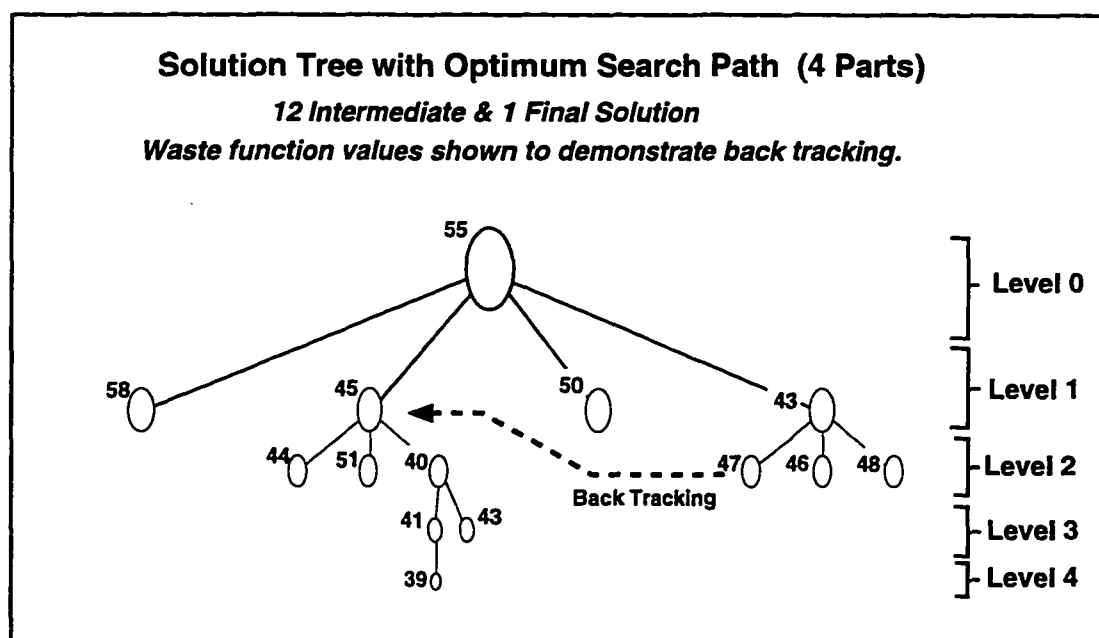 Solution Tree with Optimum Search Path (4 Parts)
12 Intermediate & 1 Final Solution
Waste function values shown to demonstrate back tracking.
55
Level 0
58
45
50
43
Level 1
44
51
40
47
46
48
Level 2
Back Tracking
41
43
Level 3
39
Level 4